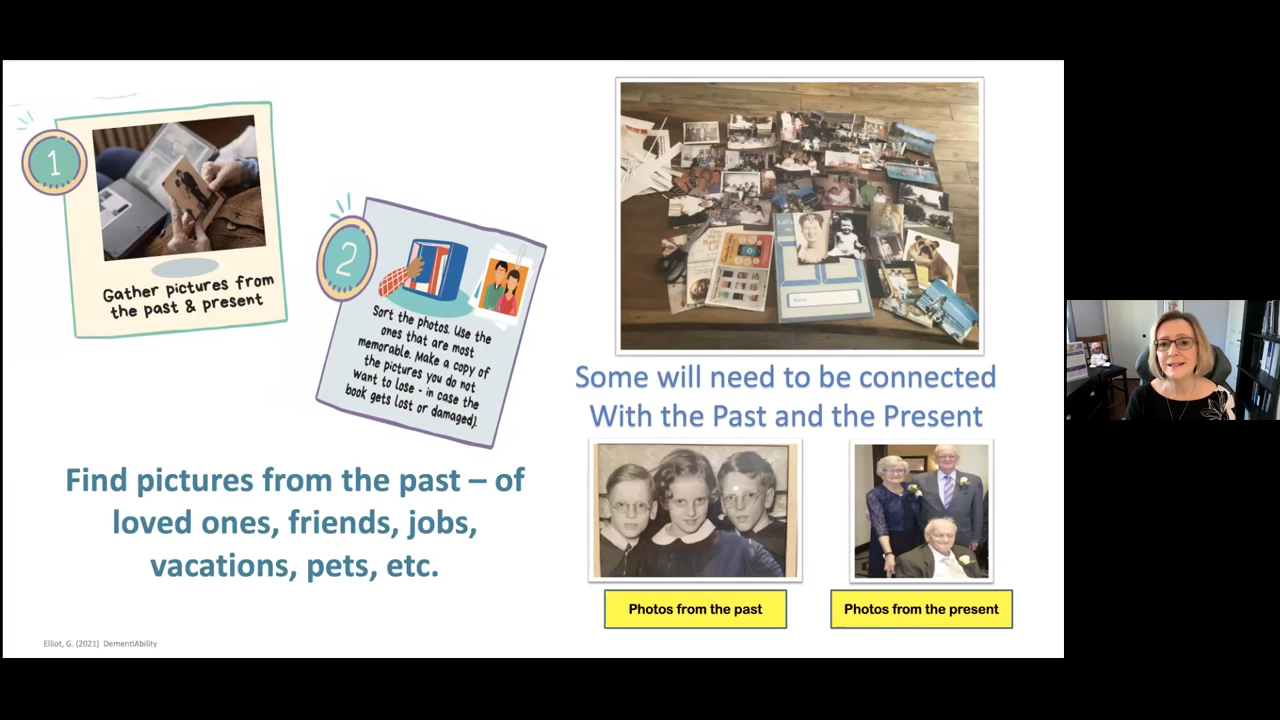 1
Gather pictures from
the past & present
2
Sort the photos. Use the
ones that are most
memorable. Make a copy of
the pictures you do not
want to lose - in case the
book gets lost or damaged).
Find pictures from the past – of
loved ones, friends, jobs,
vacations, pets, etc.
Some will need to be connected
With the Past and the Present
Photos from the past
Photos from the present
Elliot, G. (2021) DementiAbility